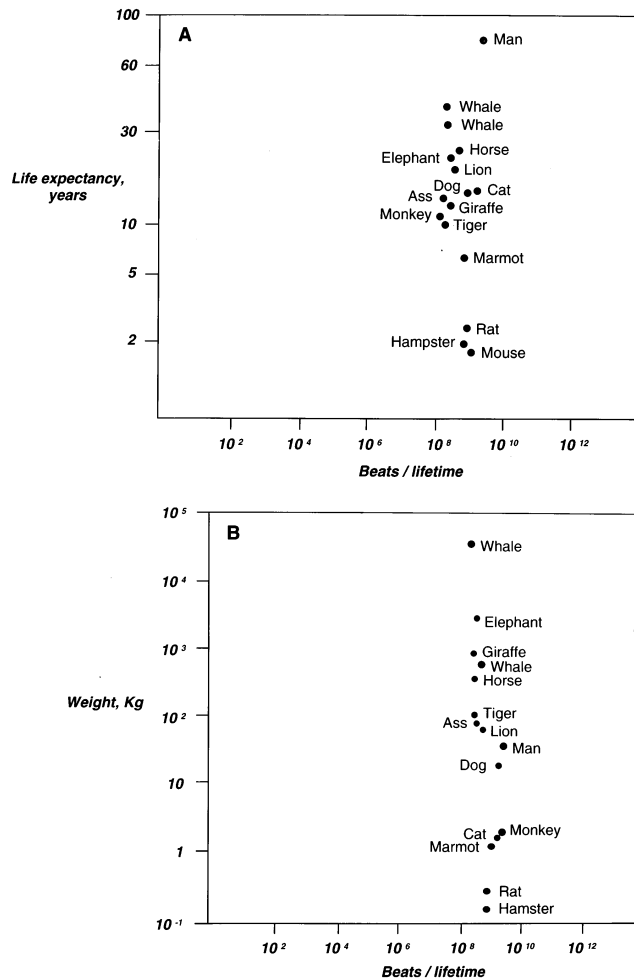 A
100
60
30
10
5
2
Life expectancy,
years
Man
Whale
Whale
Horse
Elephant
Lion
Dog
Cat
Ass
Giraffe
Monkey
Tiger
Marmot
Rat
Hampster
Mouse
10 2
10 4
10 6
10 8
10 10
10 12
Beats / lifetime
B
10 5
10 4
10 3
10 2
10
1
10 -1
Weight, Kg
Whale
Elephant
Giraffe
Whale
Horse
Tiger
Ass
Lion
Man
Dog
Cat
Monkey
Marmot
Rat
Hamster
10 2
10 4
10 6
10 8
10 10
10 12
Beats / lifetime